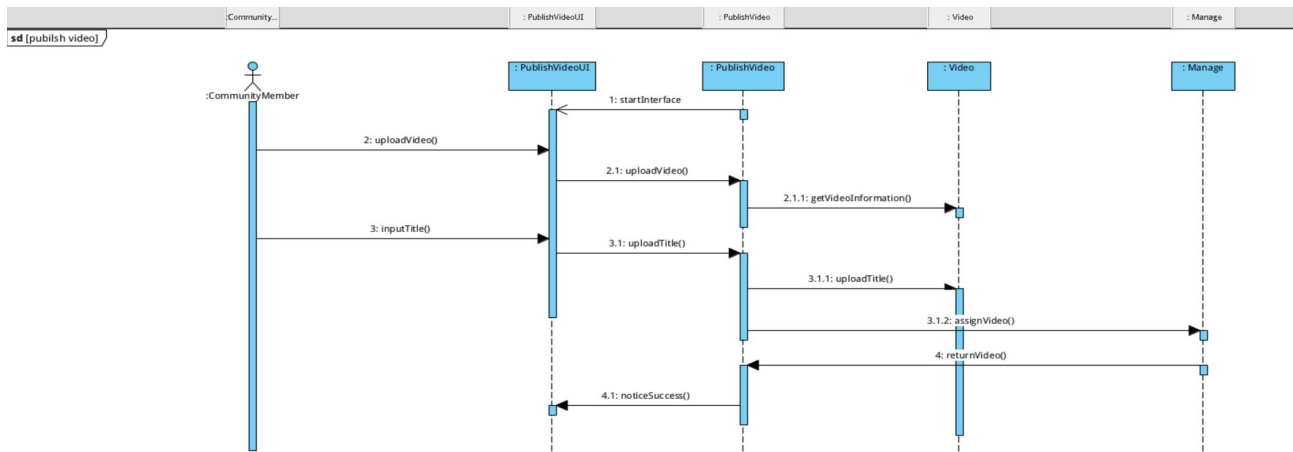 :Community...
: PublishVideoUI
: PublishVideo
: Video
: Manage
sd [pubilsh video]
: PublishVideoUI
: PublishVideo
: Video
: Manage
:CommunityMember
1: startInterface
2: uploadVideo()
2.1: uploadVideo()
2.1.1: getVideoInformation()
3: inputTitle()
3.1: uploadTitle()
3.1.1: uploadTitle()
3.1.2: assignVideo()
4: returnVideo()
4.1: noticeSuccess()